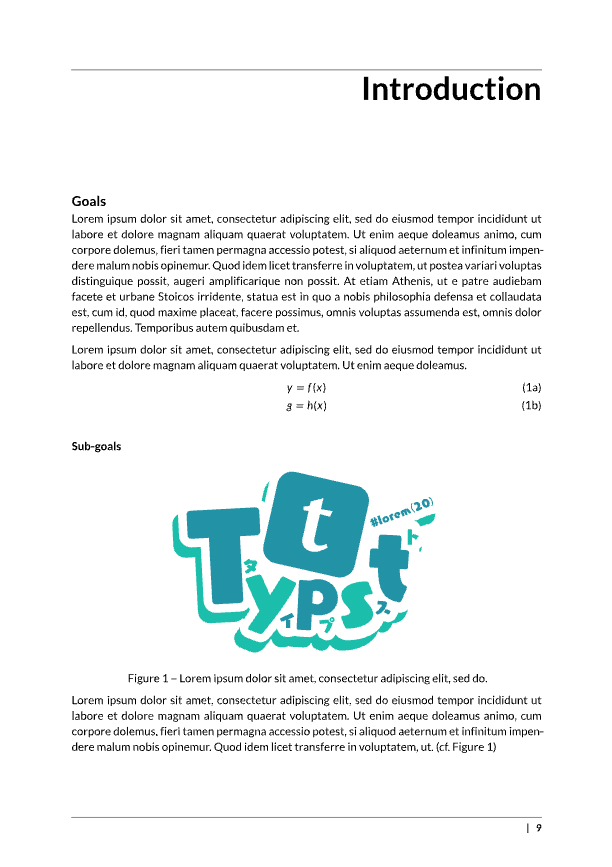 Introduction
Goals
Lorem ipsum dolor sit amet, consectetur adipiscing elit, sed do eiusmod tempor incididunt ut
labore et dolore magnam aliquam quaerat voluptatem. Ut enim aeque doleamus animo, cum
corpore dolemus, fieri tamen permagna accessio potest, si aliquod aeternum et infinitum impen-
dere malum nobis opinemur. Quod idem licet transferre in voluptatem, ut postea variari voluptas
distinguique possit, augeri amplificarique non possit. At etiam Athenis, ut e patre audiebam
facete et urbane Stoicos irridente, statua est in quo a nobis philosophia defensa et collaudata
est, cum id, quod maxime placeat, facere possimus, omnis voluptas assumenda est, omnis dolor
repellendus. Temporibus autem quibusdam et.
Lorem ipsum dolor sit amet, consectetur adipiscing elit, sed do eiusmod tempor incididunt ut
labore et dolore magnam aliquam quaerat voluptatem. Ut enim aeque doleamus.
y = f(x) (1a)
g = h(x) (1b)
Sub-goals
t
#lorem(20)
Typst
タイプスト
Figure 1 – Lorem ipsum dolor sit amet, consectetur adipiscing elit, sed do.
Lorem ipsum dolor sit amet, consectetur adipiscing elit, sed do eiusmod tempor incididunt ut
labore et dolore magnam aliquam quaerat voluptatem. Ut enim aeque doleamus animo, cum
corpore dolemus, fieri tamen permagna accessio potest, si aliquod aeternum et infinitum impen-
dere malum nobis opinemur. Quod idem licet transferre in voluptatem, ut. (cf. Figure 1)
| 9